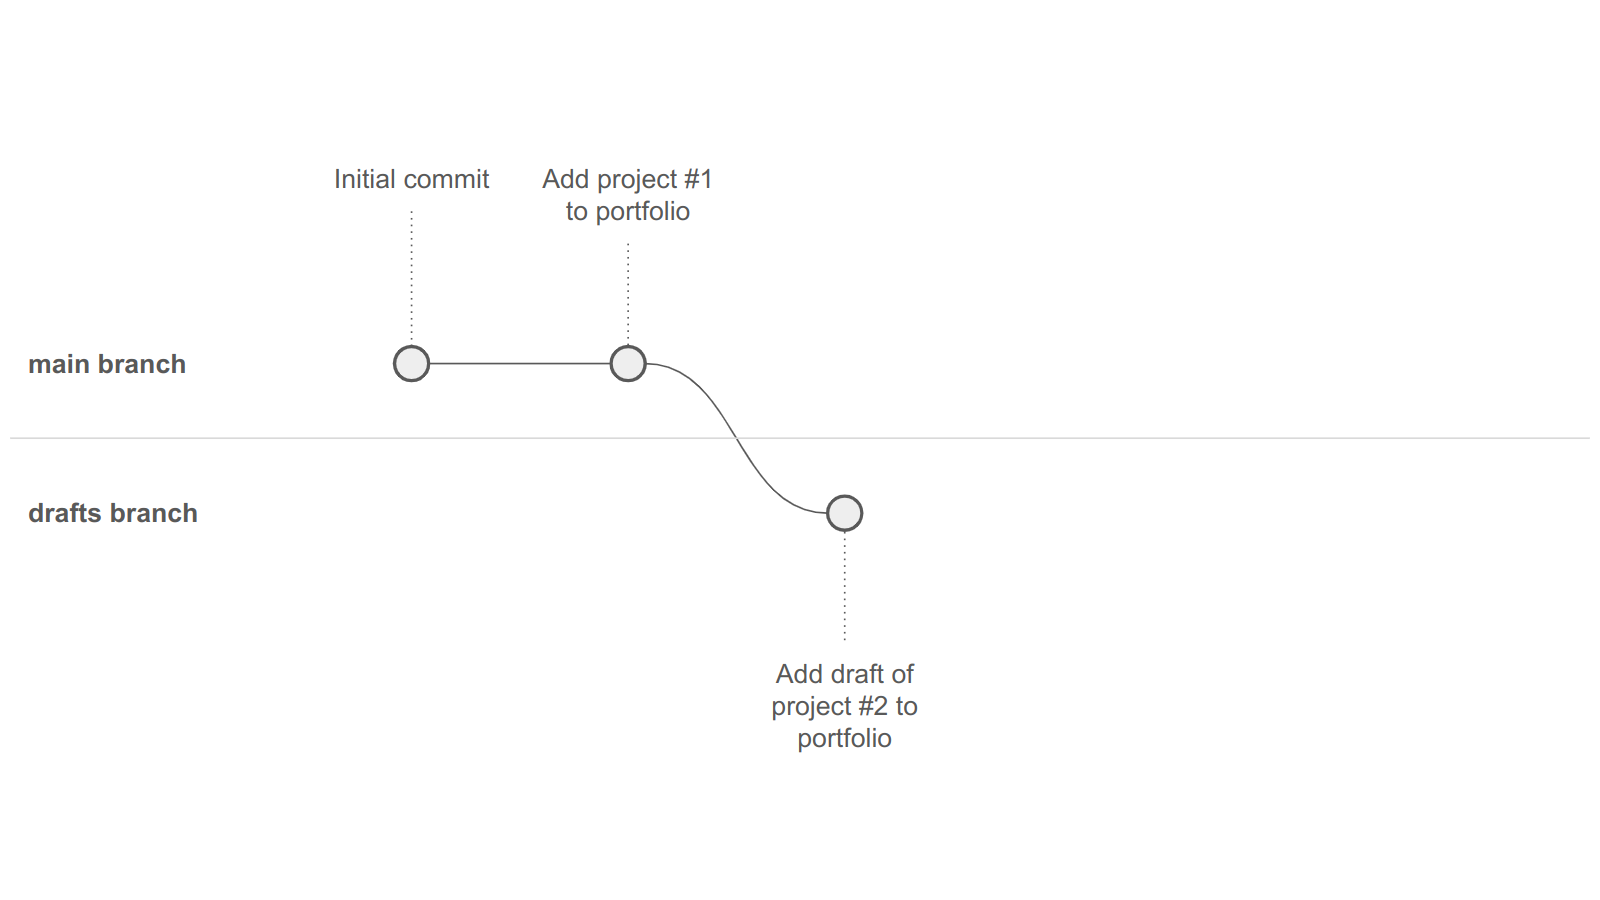 Initial commit
Add project #1
to portfolio
main branch
drafts branch
Add draft of
project #2 to
portfolio